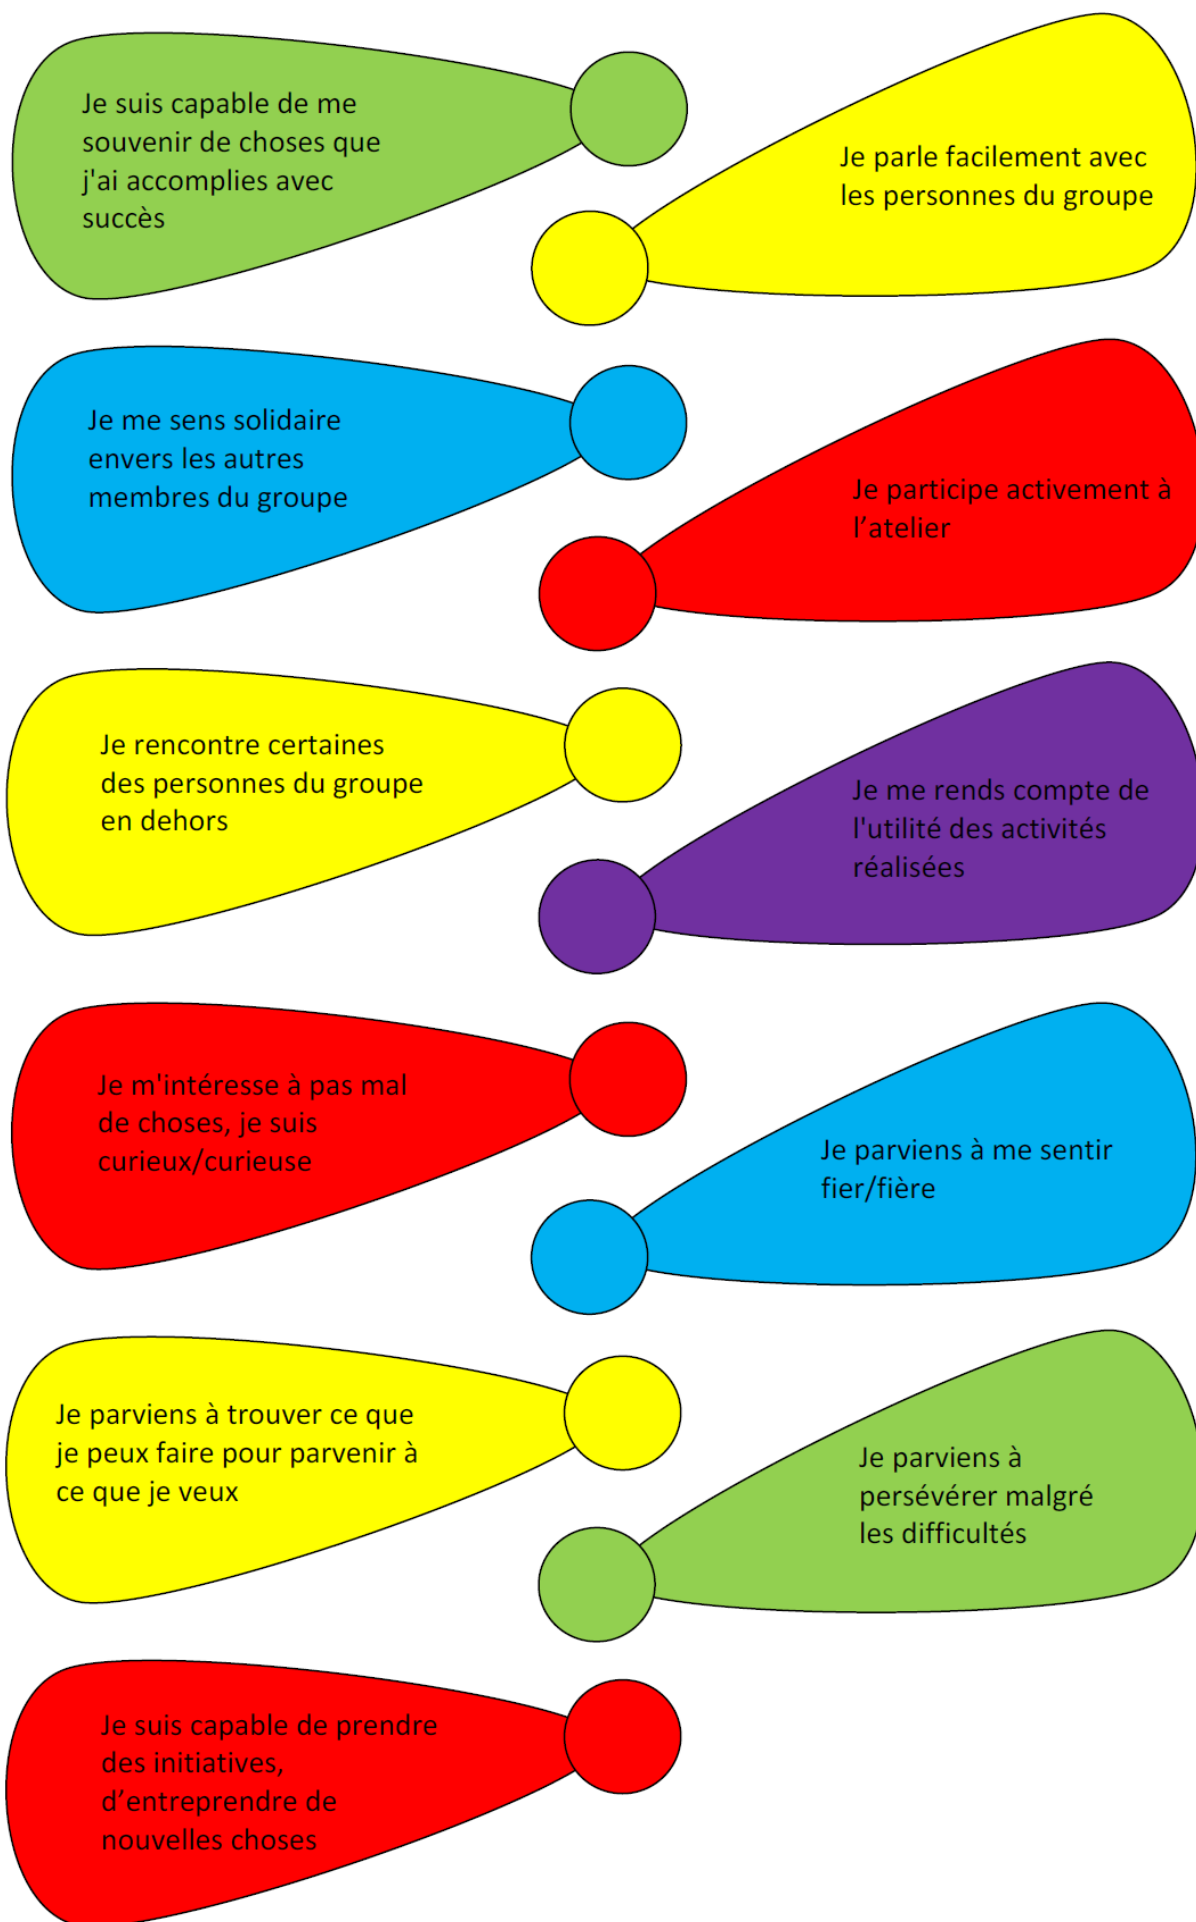 Je suis capable de me
souvenir de choses que
j'ai accomplies avec
succès
Je parle facilement avec
les personnes du groupe
Je me sens solidaire
envers les autres
membres du groupe
Je participe activement à
l’atelier
Je rencontre certaines
des personnes du groupe
en dehors
Je me rends compte de
l'utilité des activités
réalisées
Je m'intéresse à pas mal
de choses, je suis
curieux/curieuse
Je parviens à me sentir
fier/fière
Je parviens à trouver ce que
je peux faire pour parvenir à
ce que je veux
Je parviens à
persévérer malgré
les difficultés
Je suis capable de prendre
des initiatives,
d’entreprendre de
nouvelles choses